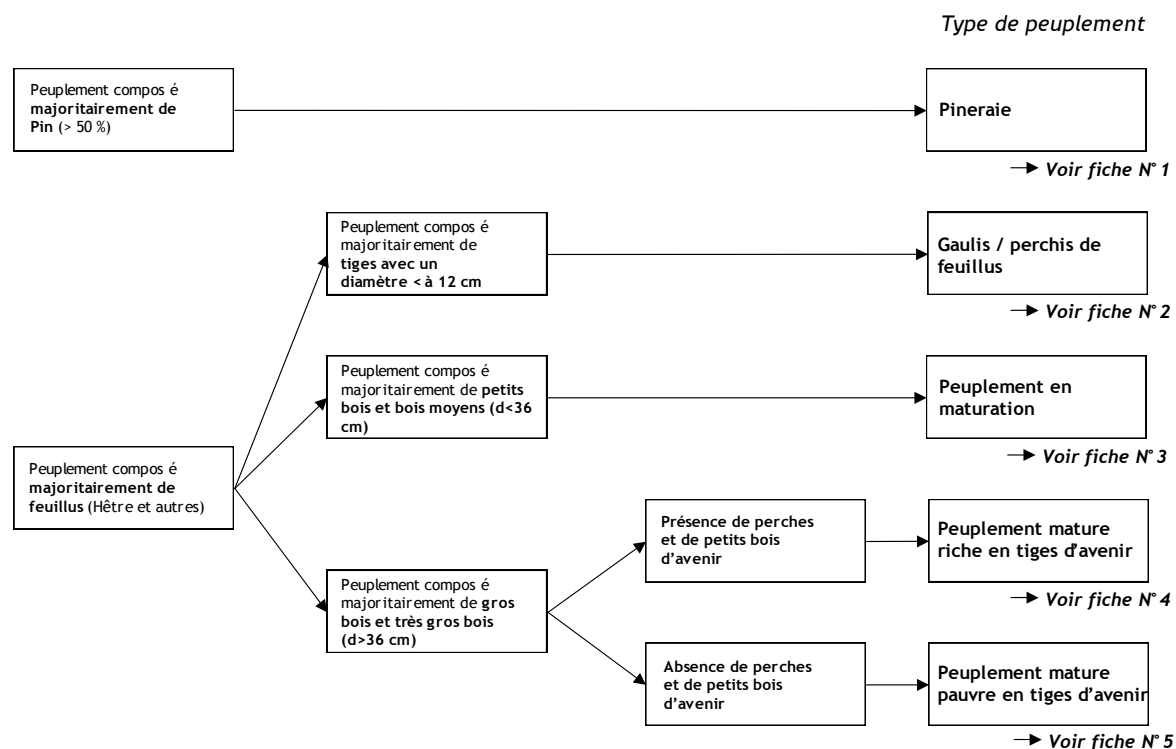 Type de peuplement
Peuplement compos é
majoritairement de
Pin (> 50 %)
Pineraie
Voir fiche N° 1
Peuplement compos é
majoritairement de
tiges avec un
diamètre < à 12 cm
Gaulis / perchis de
feuillus
Voir fiche N° 2
Peuplement compos é
majoritairement de petits
bois et bois moyens (d<36
cm)
Peuplement en
maturation
Voir fiche N° 3
Peuplement compos é
majoritairement de
feuillus (Hêtre et autres)
Présence de perches
et de petits bois
d'avenir
Peuplement mature
riche en tiges d'avenir
Voir fiche N° 4
Peuplement compos é
majoritairement de gros
bois et très gros bois
(d>36 cm)
Absence de perches
et de petits bois
d'avenir
Peuplement mature
pauvre en tiges d'avenir
Voir fiche N° 5